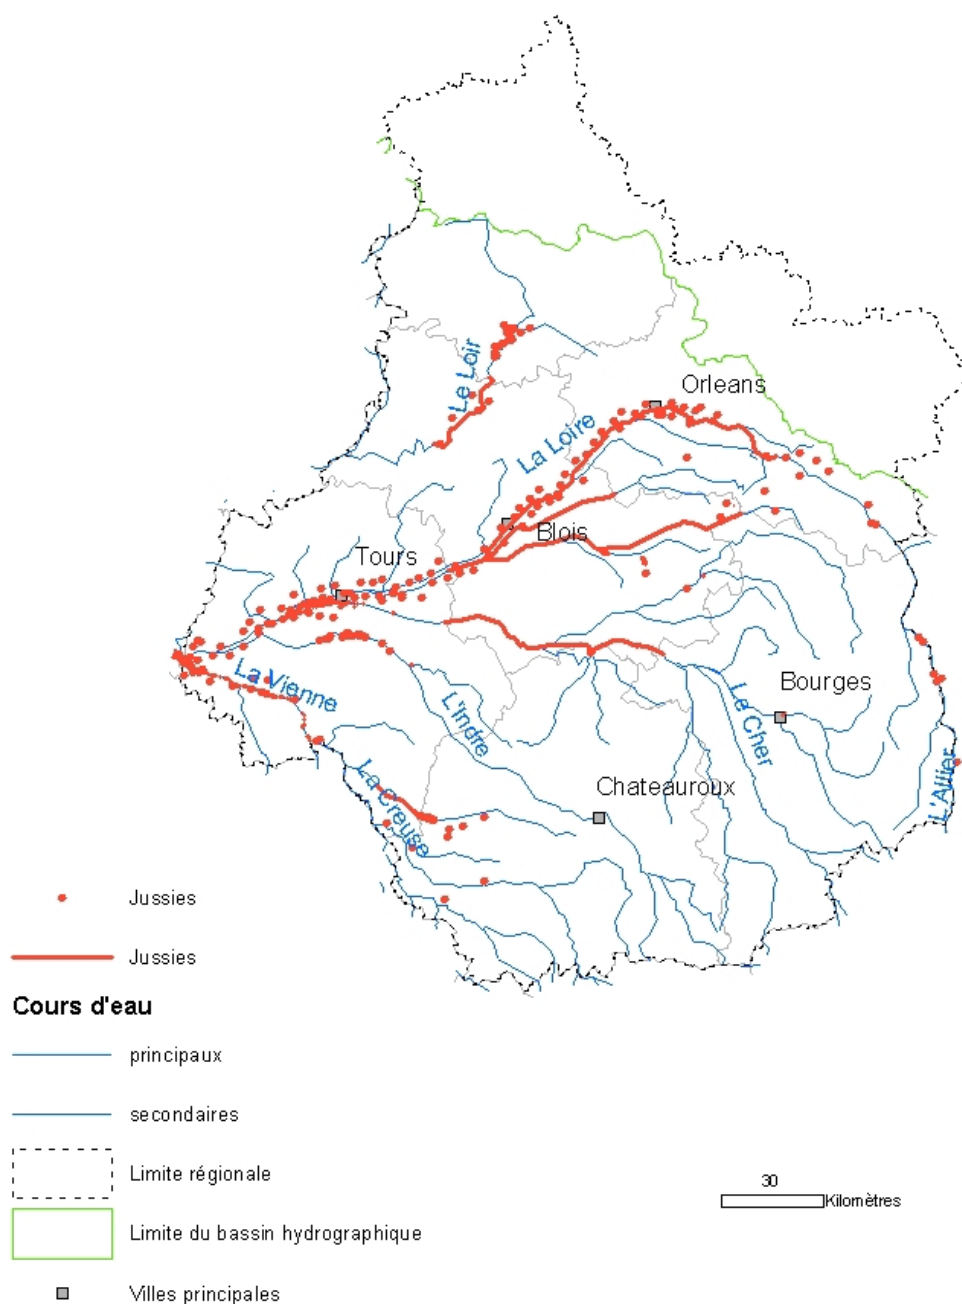 Orleans
Le Loir
La Loire
Blois
Tours
La Vienne
L'Indre
Bourges
Le Cher
Chateauroux
La Creuse
L'Allier
Jussies
Jussies
Cours d'eau
principaux
secondaires
Limite régionale
30
Kilomètres
Limite du bassin hydrographique
Villes principales